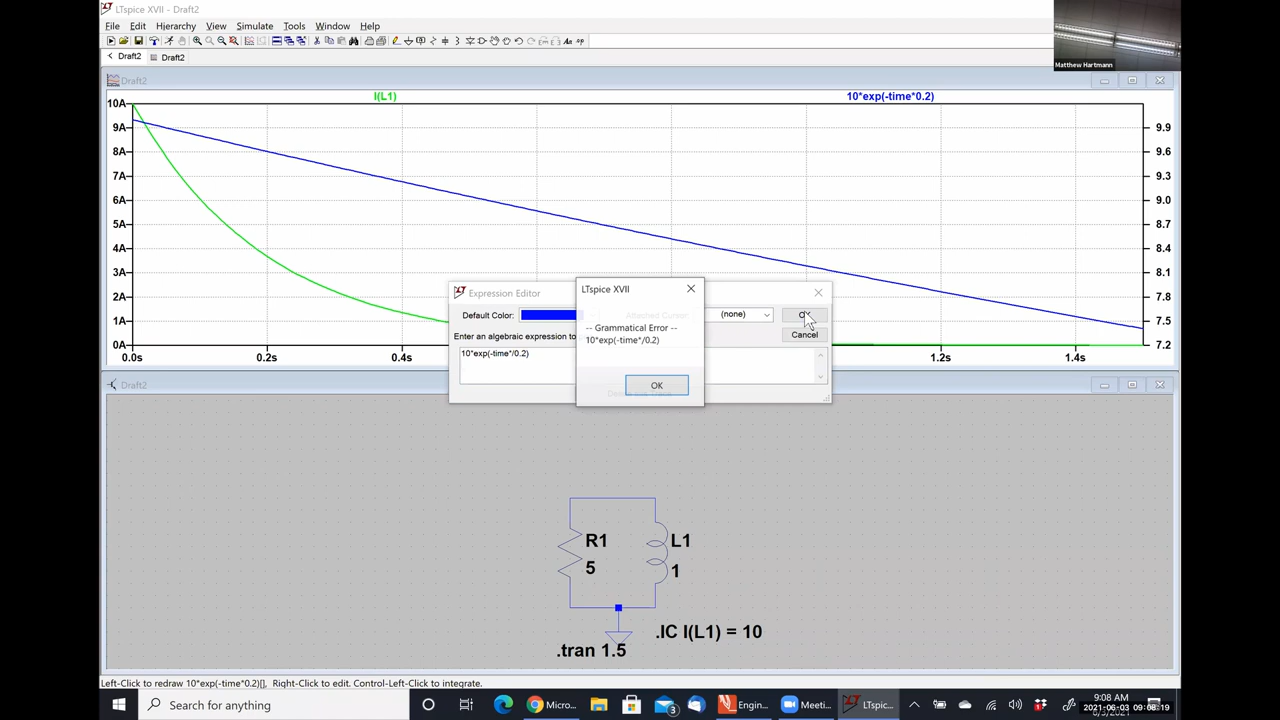 LTspice XVII - Draft2
File Edit Hierarchy View Simulate Tools Window Help
Draft2 Draft2
Matthew Hartmann
Draft2
I(L1) 10*exp(-time*0.2)
10A
9A
8A
7A
6A
5A
4A
3A
2A
1A
0A
9.9
9.6
9.3
9.0
8.7
8.4
8.1
7.8
7.5
7.2
0.0s 0.2s 0.4s 1.2s 1.4s
Expression Editor
Default Color: Attached Cursor: (none)
Enter an algebraic expression to
10*exp(-time*/0.2)
Cancel
LTspice XVII
-- Grammatical Error --
10*exp(-time*/0.2)
OK
Draft2
R1
5
L1
1
.IC I(L1) = 10
.tran 1.5
Left-Click to redraw 10*exp(-time*0.2)[], Right-Click to edit. Control-Left-Click to integrate.
Type here to search